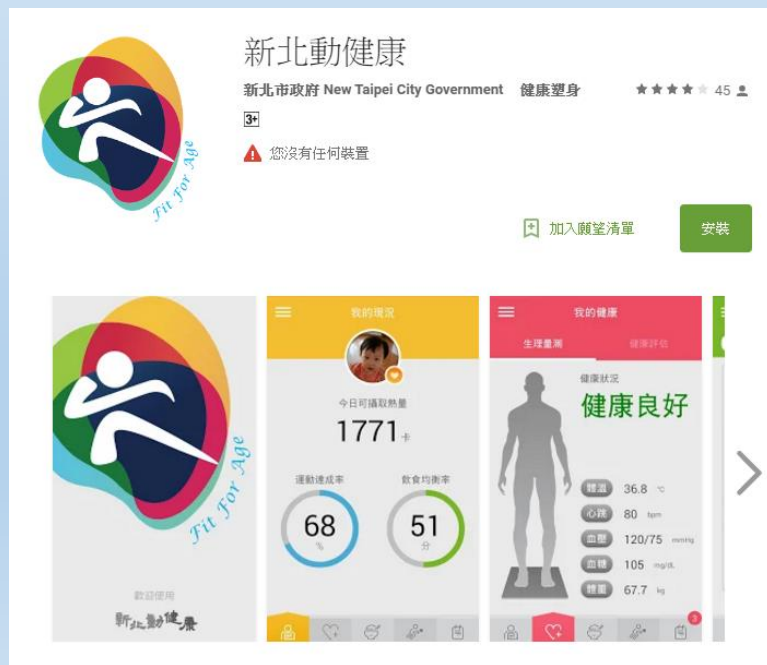 新北動健康
新北市政府 New Taipei City Government 健康塑身 45
3+
您沒有任何裝置
Fit For Age
加入願望清單
安裝
Fit For Age
歡迎使用
新北動健康
我的現況
今日可攝取熱量
1771 卡
運動達成率 飲食均衡率
68 51
% 分
我的健康
生理量測 健康評估
健康狀況
健康良好
體溫 36.8 ℃
心跳 80 bpm
血壓 120/75 mmHg
血糖 105 mg/dL
體重 67.7 kg
3